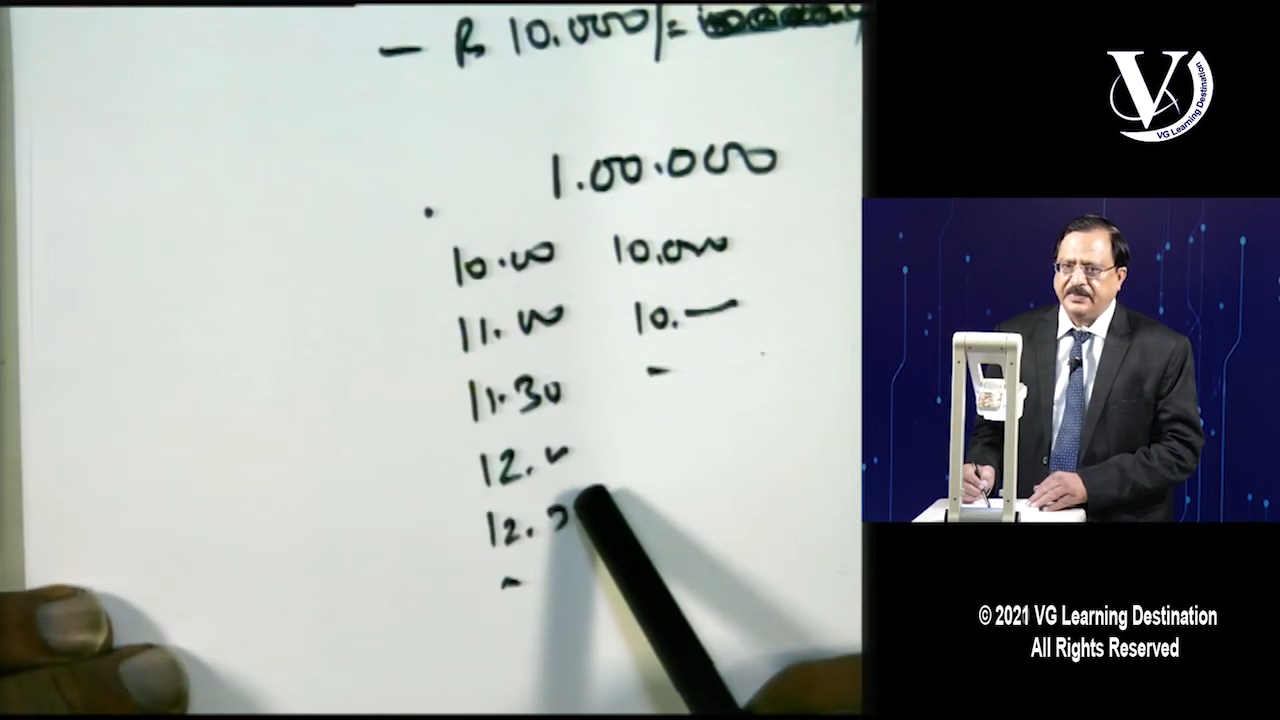 — Rs 10.000/=
1.00.000
10.00 10.000
11.00 10.—
11.30
12.00
12.
V
VG Learning Destination
© 2021 VG Learning Destination
All Rights Reserved